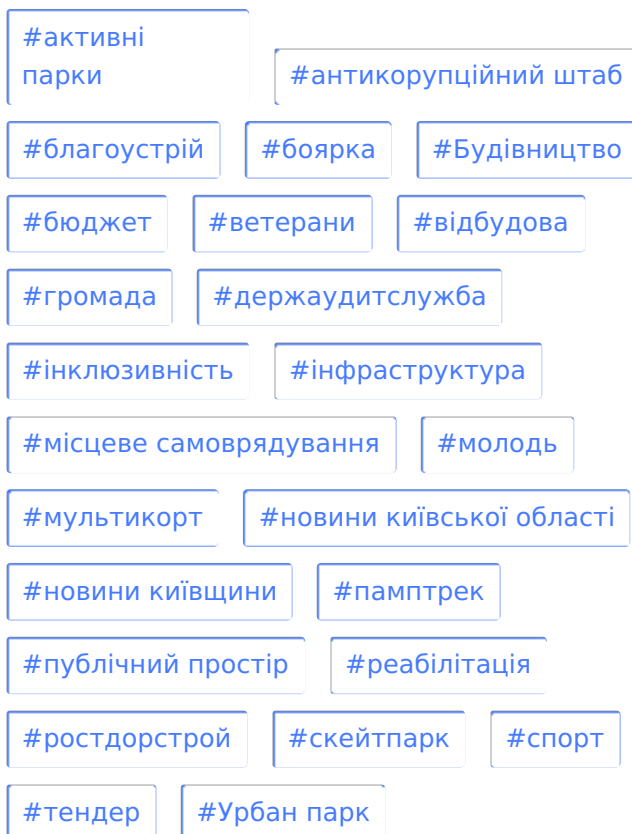 #активні
парки
#антикорупційний штаб
#благоустрій #боярка #Будівництво
#бюджет #ветерани #відбудова
#громада #держаудитслужба
#інклюзивність #інфраструктура
#місцеве самоврядування #молодь
#мультикорт #новини київської області
#новини київщини #памптрек
#публічний простір #реабілітація
#ростдорстрой #скейтпарк #спорт
#тендер #Урбан парк